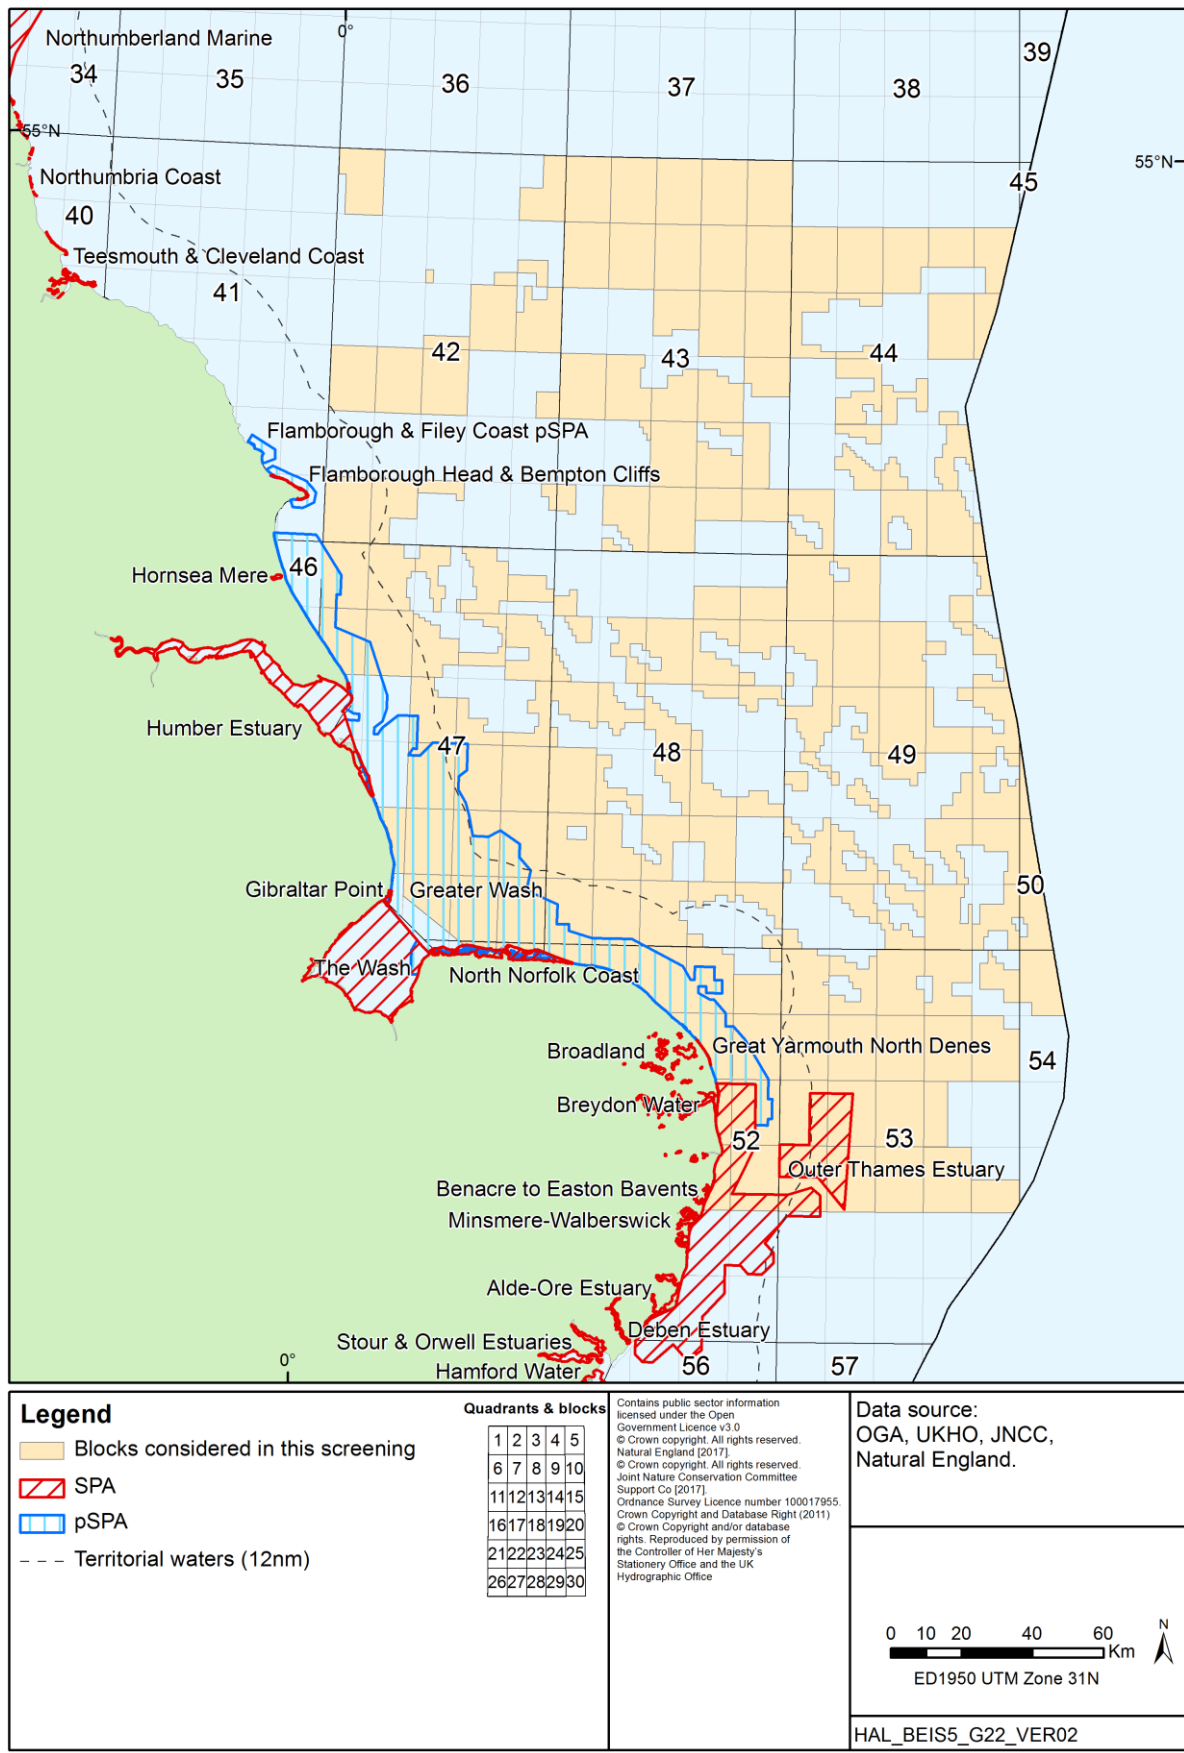 Northumberland Marine
0°
39
34
35
36
37
38
55°N
55°N
45
Northumbria Coast
40
Teesmouth & Cleveland Coast
41
42
43
44
Flamborough & Filey Coast pSPA
Flamborough Head & Bempton Cliffs
46
Hornsea Mere
Humber Estuary
47
48
49
Gibraltar Point
Greater Wash
50
The Wash
North Norfolk Coast
Broadland
Great Yarmouth North Denes
54
Breydon Water
52
53
Outer Thames Estuary
Benacre to Easton Bavents
Minsmere-Walberswick
Alde-Ore Estuary
Deben Estuary
Stour & Orwell Estuaries
0°
Hamford Water
56
57
Legend
Blocks considered in this screening
SPA
pSPA
Territorial waters (12nm)
Quadrants & blocks
1 2 3 4 5
6 7 8 9 10
11 12 13 14 15
16 17 18 19 20
21 22 23 24 25
26 27 28 29 30
Contains public sector information
licensed under the Open
Government Licence v3.0
© Crown copyright. All rights reserved.
Natural England [2017].
© Crown copyright. All rights reserved.
Joint Nature Conservation Committee
Support Co [2017].
Ordnance Survey Licence number 100017955.
Crown Copyright and Database Right (2011)
© Crown Copyright and/or database
rights. Reproduced by permission of
the Controller of Her Majesty's
Stationery Office and the UK
Hydrographic Office
Data source:
OGA, UKHO, JNCC,
Natural England.
0 10 20 40 60
Km
N
ED1950 UTM Zone 31N
HAL_BEIS5_G22_VER02